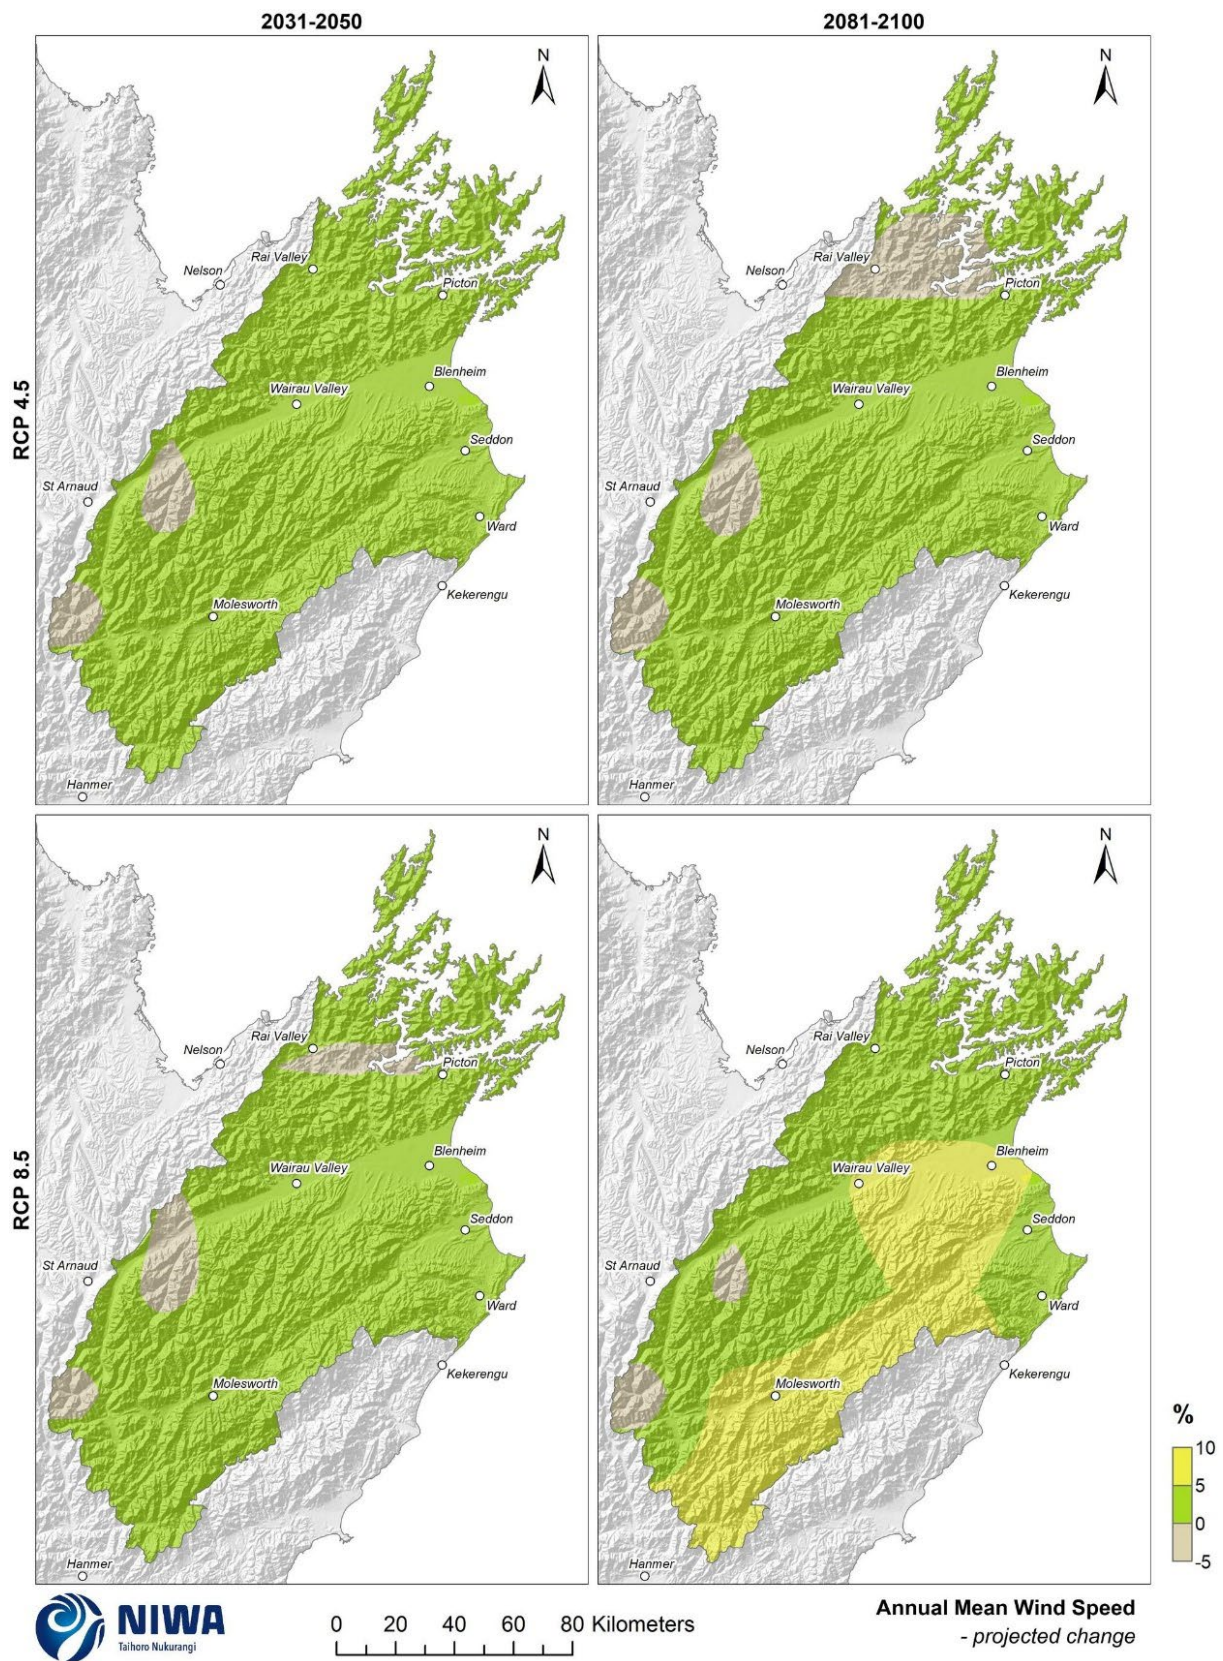 2031-2050
2081-2100
RCP 4.5
N
Rai Valley
Nelson
Picton
Blenheim
Wairau Valley
Seddon
St Arnaud
Ward
Kekerengu
Molesworth
Hanmer
N
Rai Valley
Nelson
Picton
Blenheim
Wairau Valley
Seddon
St Arnaud
Ward
Kekerengu
Molesworth
Hanmer
RCP 8.5
N
Rai Valley
Nelson
Picton
Blenheim
Wairau Valley
Seddon
St Arnaud
Ward
Kekerengu
Molesworth
Hanmer
N
Rai Valley
Nelson
Picton
Blenheim
Wairau Valley
Seddon
St Arnaud
Ward
Kekerengu
Molesworth
Hanmer
%
10
5
0
-5
NIWA
Taihoro Nukurangi
0 20 40 60 80 Kilometers
Annual Mean Wind Speed
- projected change